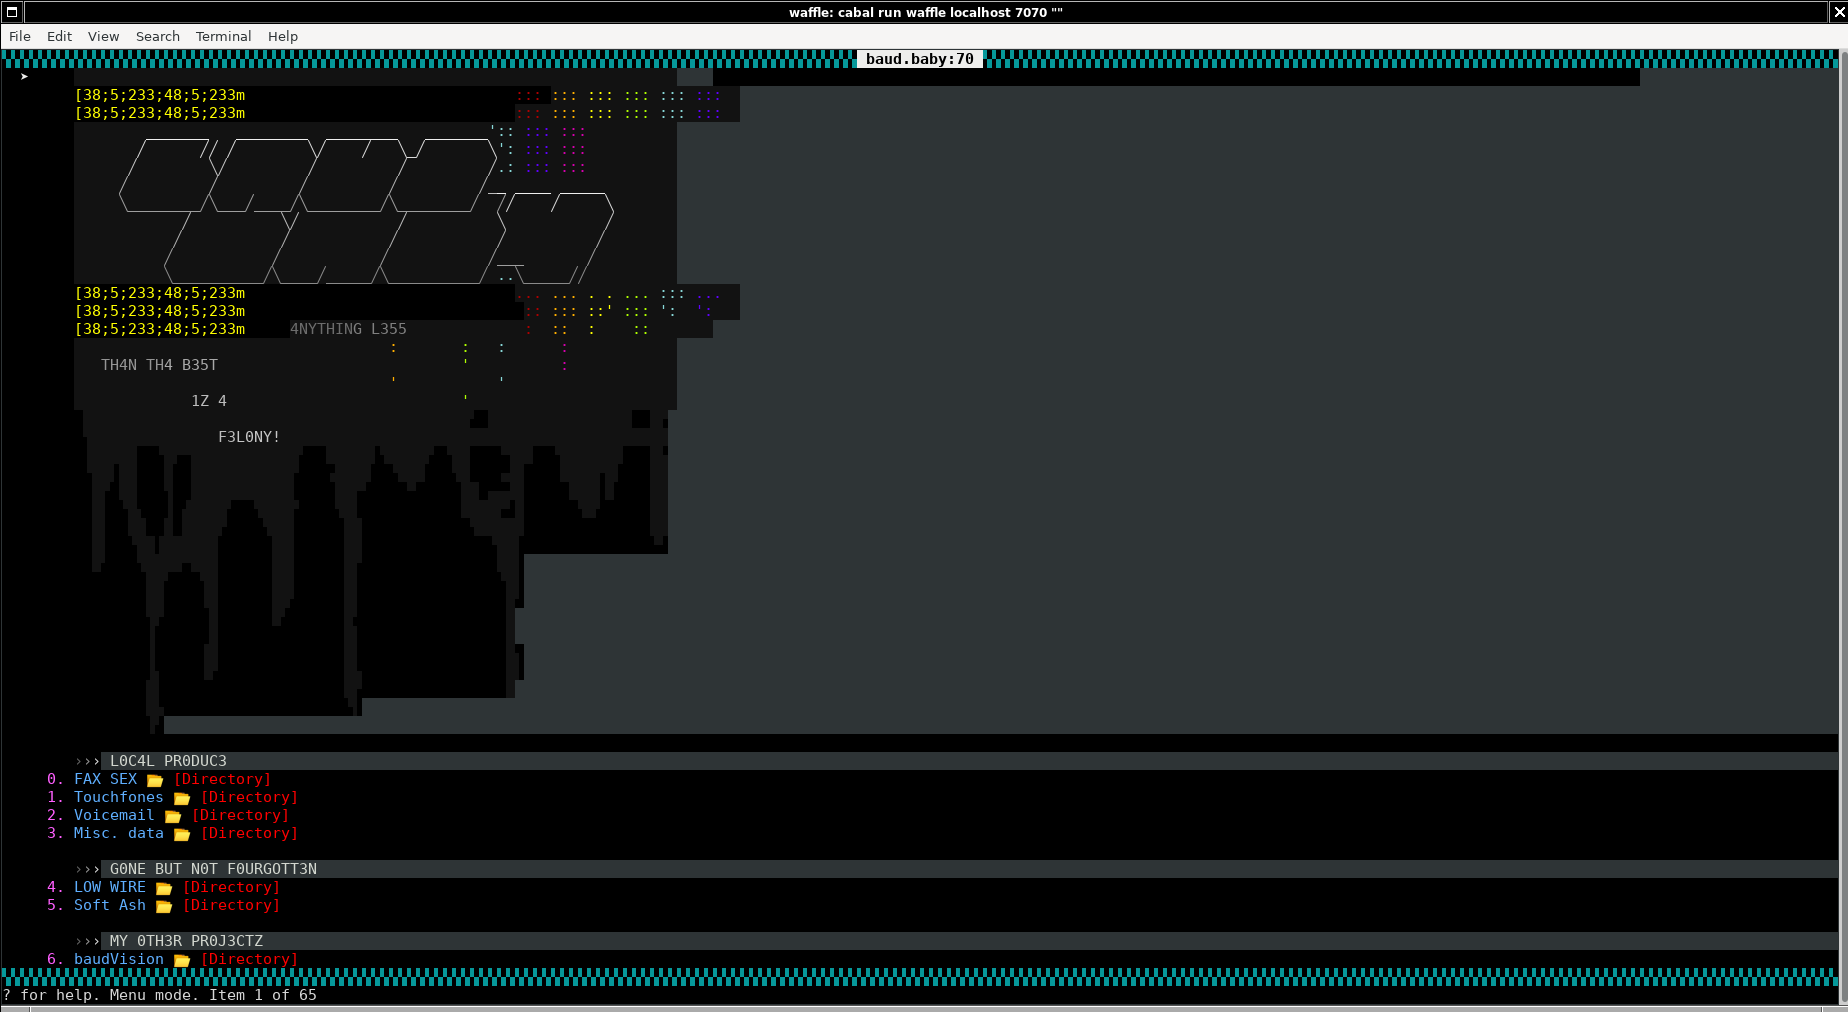 waffle: cabal run waffle localhost 7070 ""
File Edit View Search Terminal Help
baud.baby:70
[38;5;233;48;5;233m
[38;5;233;48;5;233m
[38;5;233;48;5;233m
[38;5;233;48;5;233m
[38;5;233;48;5;233m 4NYTHING L355
TH4N TH4 B35T
1Z 4
F3L0NY!
››› L0C4L PR0DUC3
0. FAX SEX 📂 [Directory]
1. Touchfones 📂 [Directory]
2. Voicemail 📂 [Directory]
3. Misc. data 📂 [Directory]
››› G0NE BUT N0T F0URGOTT3N
4. LOW WIRE 📂 [Directory]
5. Soft Ash 📂 [Directory]
››› MY 0TH3R PR0J3CTZ
6. baudVision 📂 [Directory]
? for help. Menu mode. Item 1 of 65